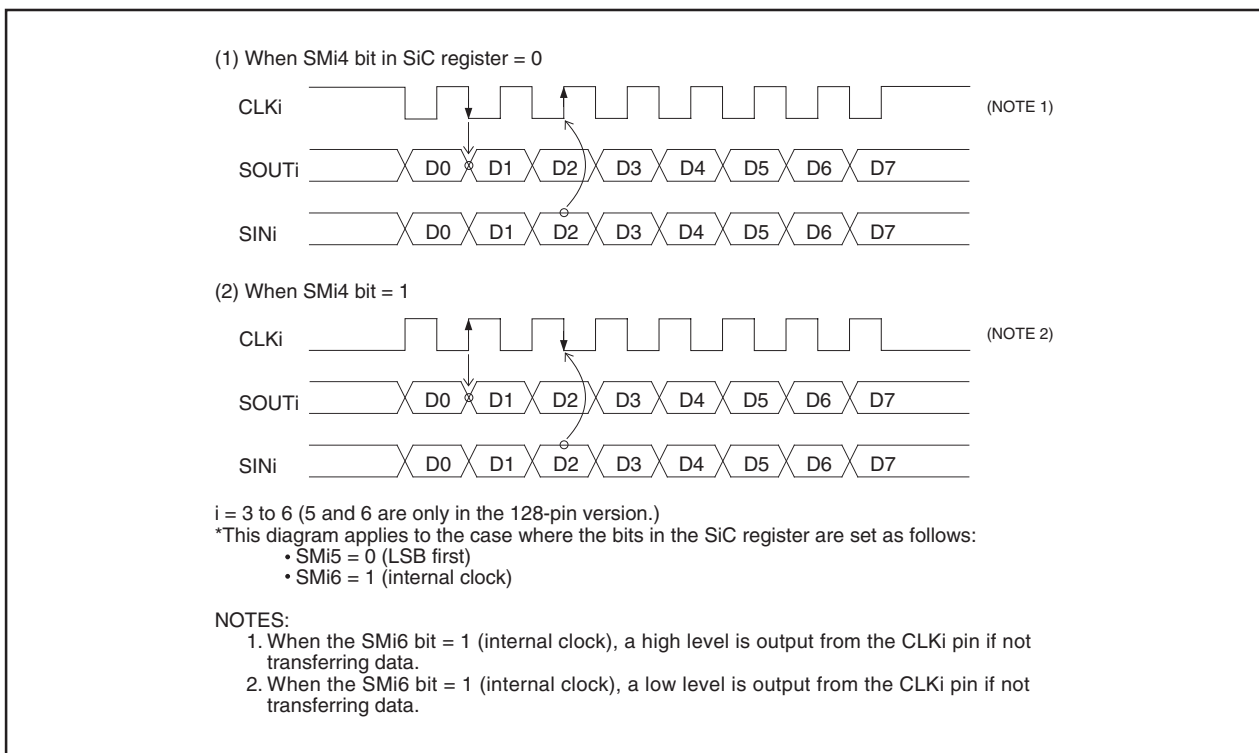 (1) When SMi4 bit in SiC register = 0
CLKi
(NOTE 1)
SOUTi D0 D1 D2 D3 D4 D5 D6 D7
SINi D0 D1 D2 D3 D4 D5 D6 D7
(2) When SMi4 bit = 1
CLKi
(NOTE 2)
SOUTi D0 D1 D2 D3 D4 D5 D6 D7
SINi D0 D1 D2 D3 D4 D5 D6 D7
i = 3 to 6 (5 and 6 are only in the 128-pin version.)
*This diagram applies to the case where the bits in the SiC register are set as follows:
• SMi5 = 0 (LSB first)
• SMi6 = 1 (internal clock)
NOTES:
1. When the SMi6 bit = 1 (internal clock), a high level is output from the CLKi pin if not
transferring data.
2. When the SMi6 bit = 1 (internal clock), a low level is output from the CLKi pin if not
transferring data.